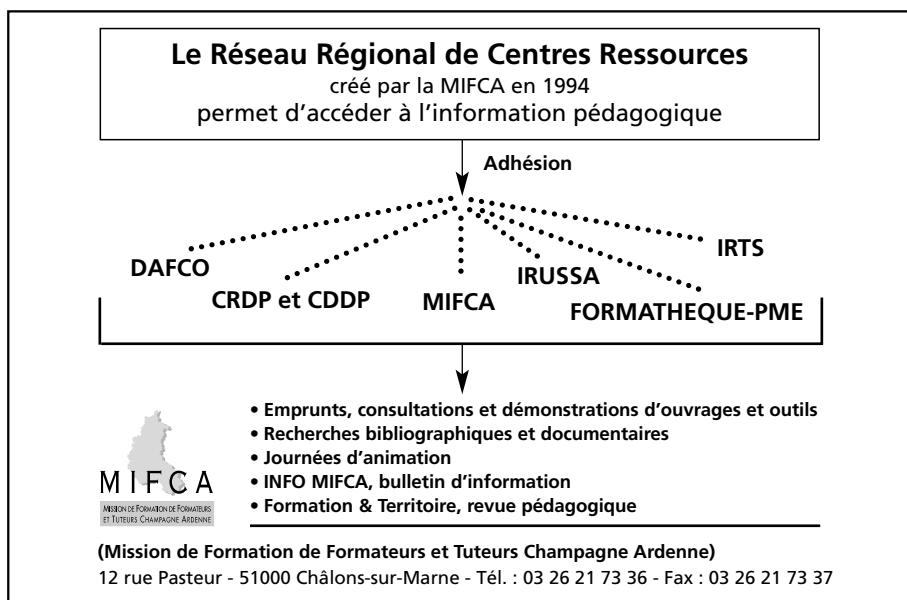 Le Réseau Régional de Centres Ressources
créé par la MIFCA en 1994
permet d'accéder à l'information pédagogique
Adhésion
DAFCO
CRDP et CDDP
MIFCA
IRUSSA
IRTS
FORMATHEQUE-PME
• Emprunts, consultations et démonstrations d'ouvrages et outils
• Recherches bibliographiques et documentaires
• Journées d'animation
• INFO MIFCA, bulletin d'information
• Formation & Territoire, revue pédagogique
MIFCA
MISSION DE FORMATION DE FORMATEURS
ET TUTEURS CHAMPAGNE ARDENNE
(Mission de Formation de Formateurs et Tuteurs Champagne Ardenne)
12 rue Pasteur - 51000 Châlons-sur-Marne - Tél. : 03 26 21 73 36 - Fax : 03 26 21 73 37